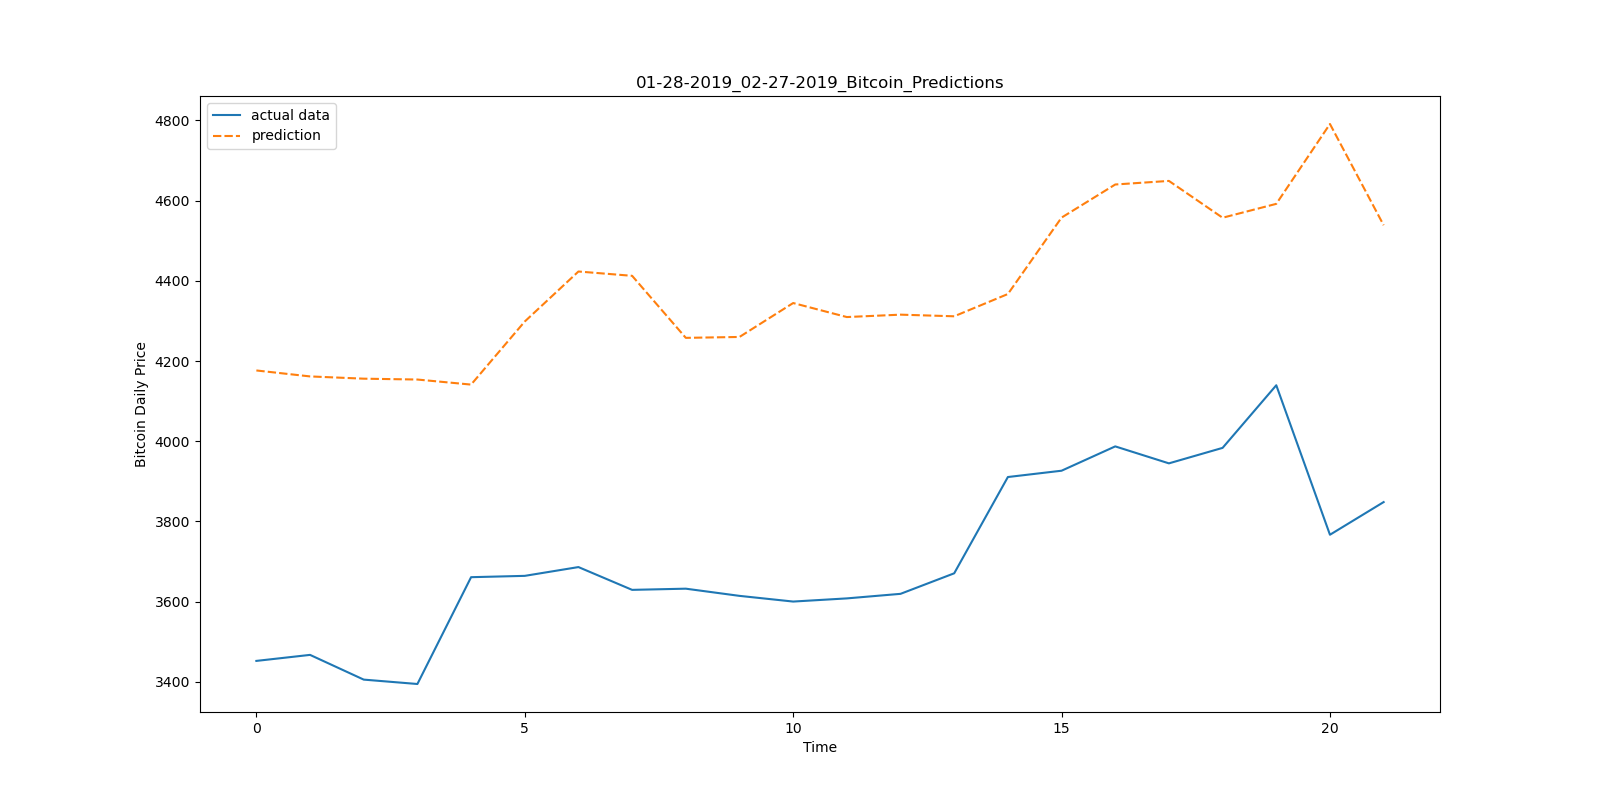 01-28-2019_02-27-2019_Bitcoin_Predictions
actual data
prediction
4800
4600
4400
4200
4000
3800
3600
3400
Bitcoin Daily Price
0 5 10 15 20
Time